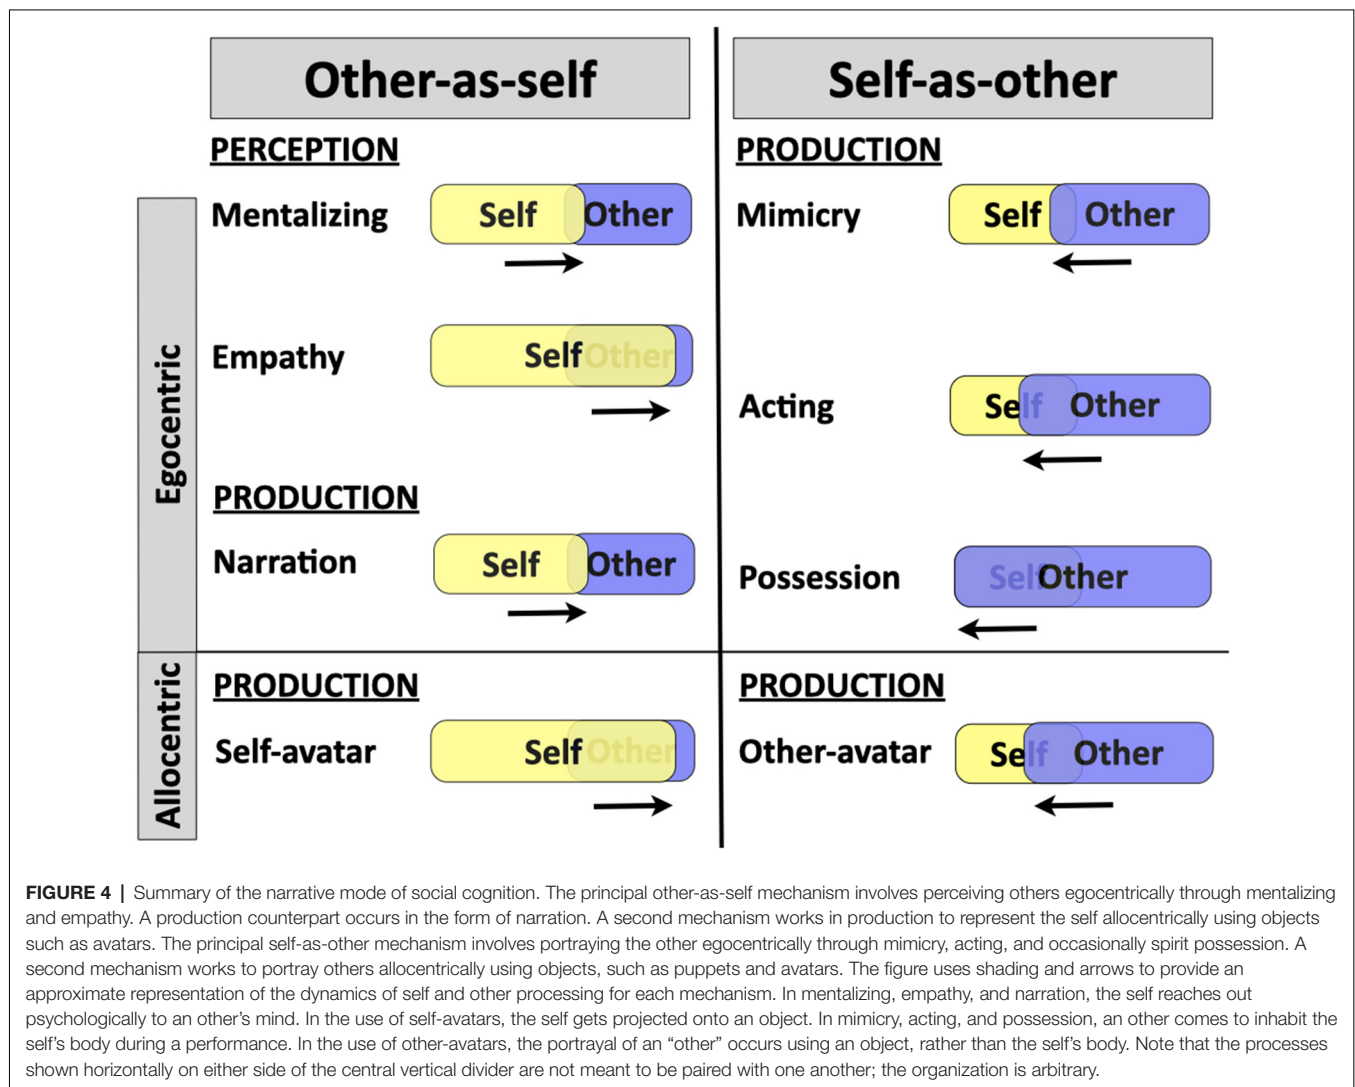 Other-as-self
Self-as-other
PERCEPTION
PRODUCTION
Egocentric
Mentalizing
Self Other
Mimicry
Self Other
Empathy
Self Other
Acting
Self Other
PRODUCTION
Narration
Self Other
Possession
Self Other
Allocentric
PRODUCTION
PRODUCTION
Self-avatar
Self Other
Other-avatar
Self Other
FIGURE 4 | Summary of the narrative mode of social cognition. The principal other-as-self mechanism involves perceiving others egocentrically through mentalizing
and empathy. A production counterpart occurs in the form of narration. A second mechanism works in production to represent the self allocentrically using objects
such as avatars. The principal self-as-other mechanism involves portraying the other egocentrically through mimicry, acting, and occasionally spirit possession. A
second mechanism works to portray others allocentrically using objects, such as puppets and avatars. The figure uses shading and arrows to provide an
approximate representation of the dynamics of self and other processing for each mechanism. In mentalizing, empathy, and narration, the self reaches out
psychologically to an other’s mind. In the use of self-avatars, the self gets projected onto an object. In mimicry, acting, and possession, an other comes to inhabit the
self’s body during a performance. In the use of other-avatars, the portrayal of an “other” occurs using an object, rather than the self’s body. Note that the processes
shown horizontally on either side of the central vertical divider are not meant to be paired with one another; the organization is arbitrary.